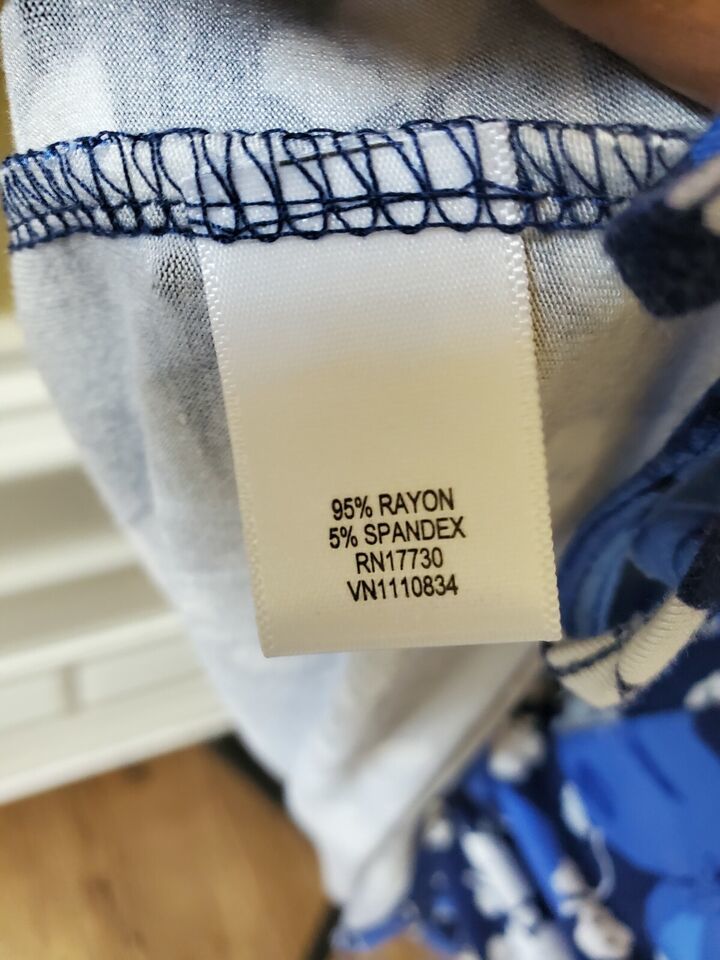 95% RAYON
5% SPANDEX
RN17730
VN1110834